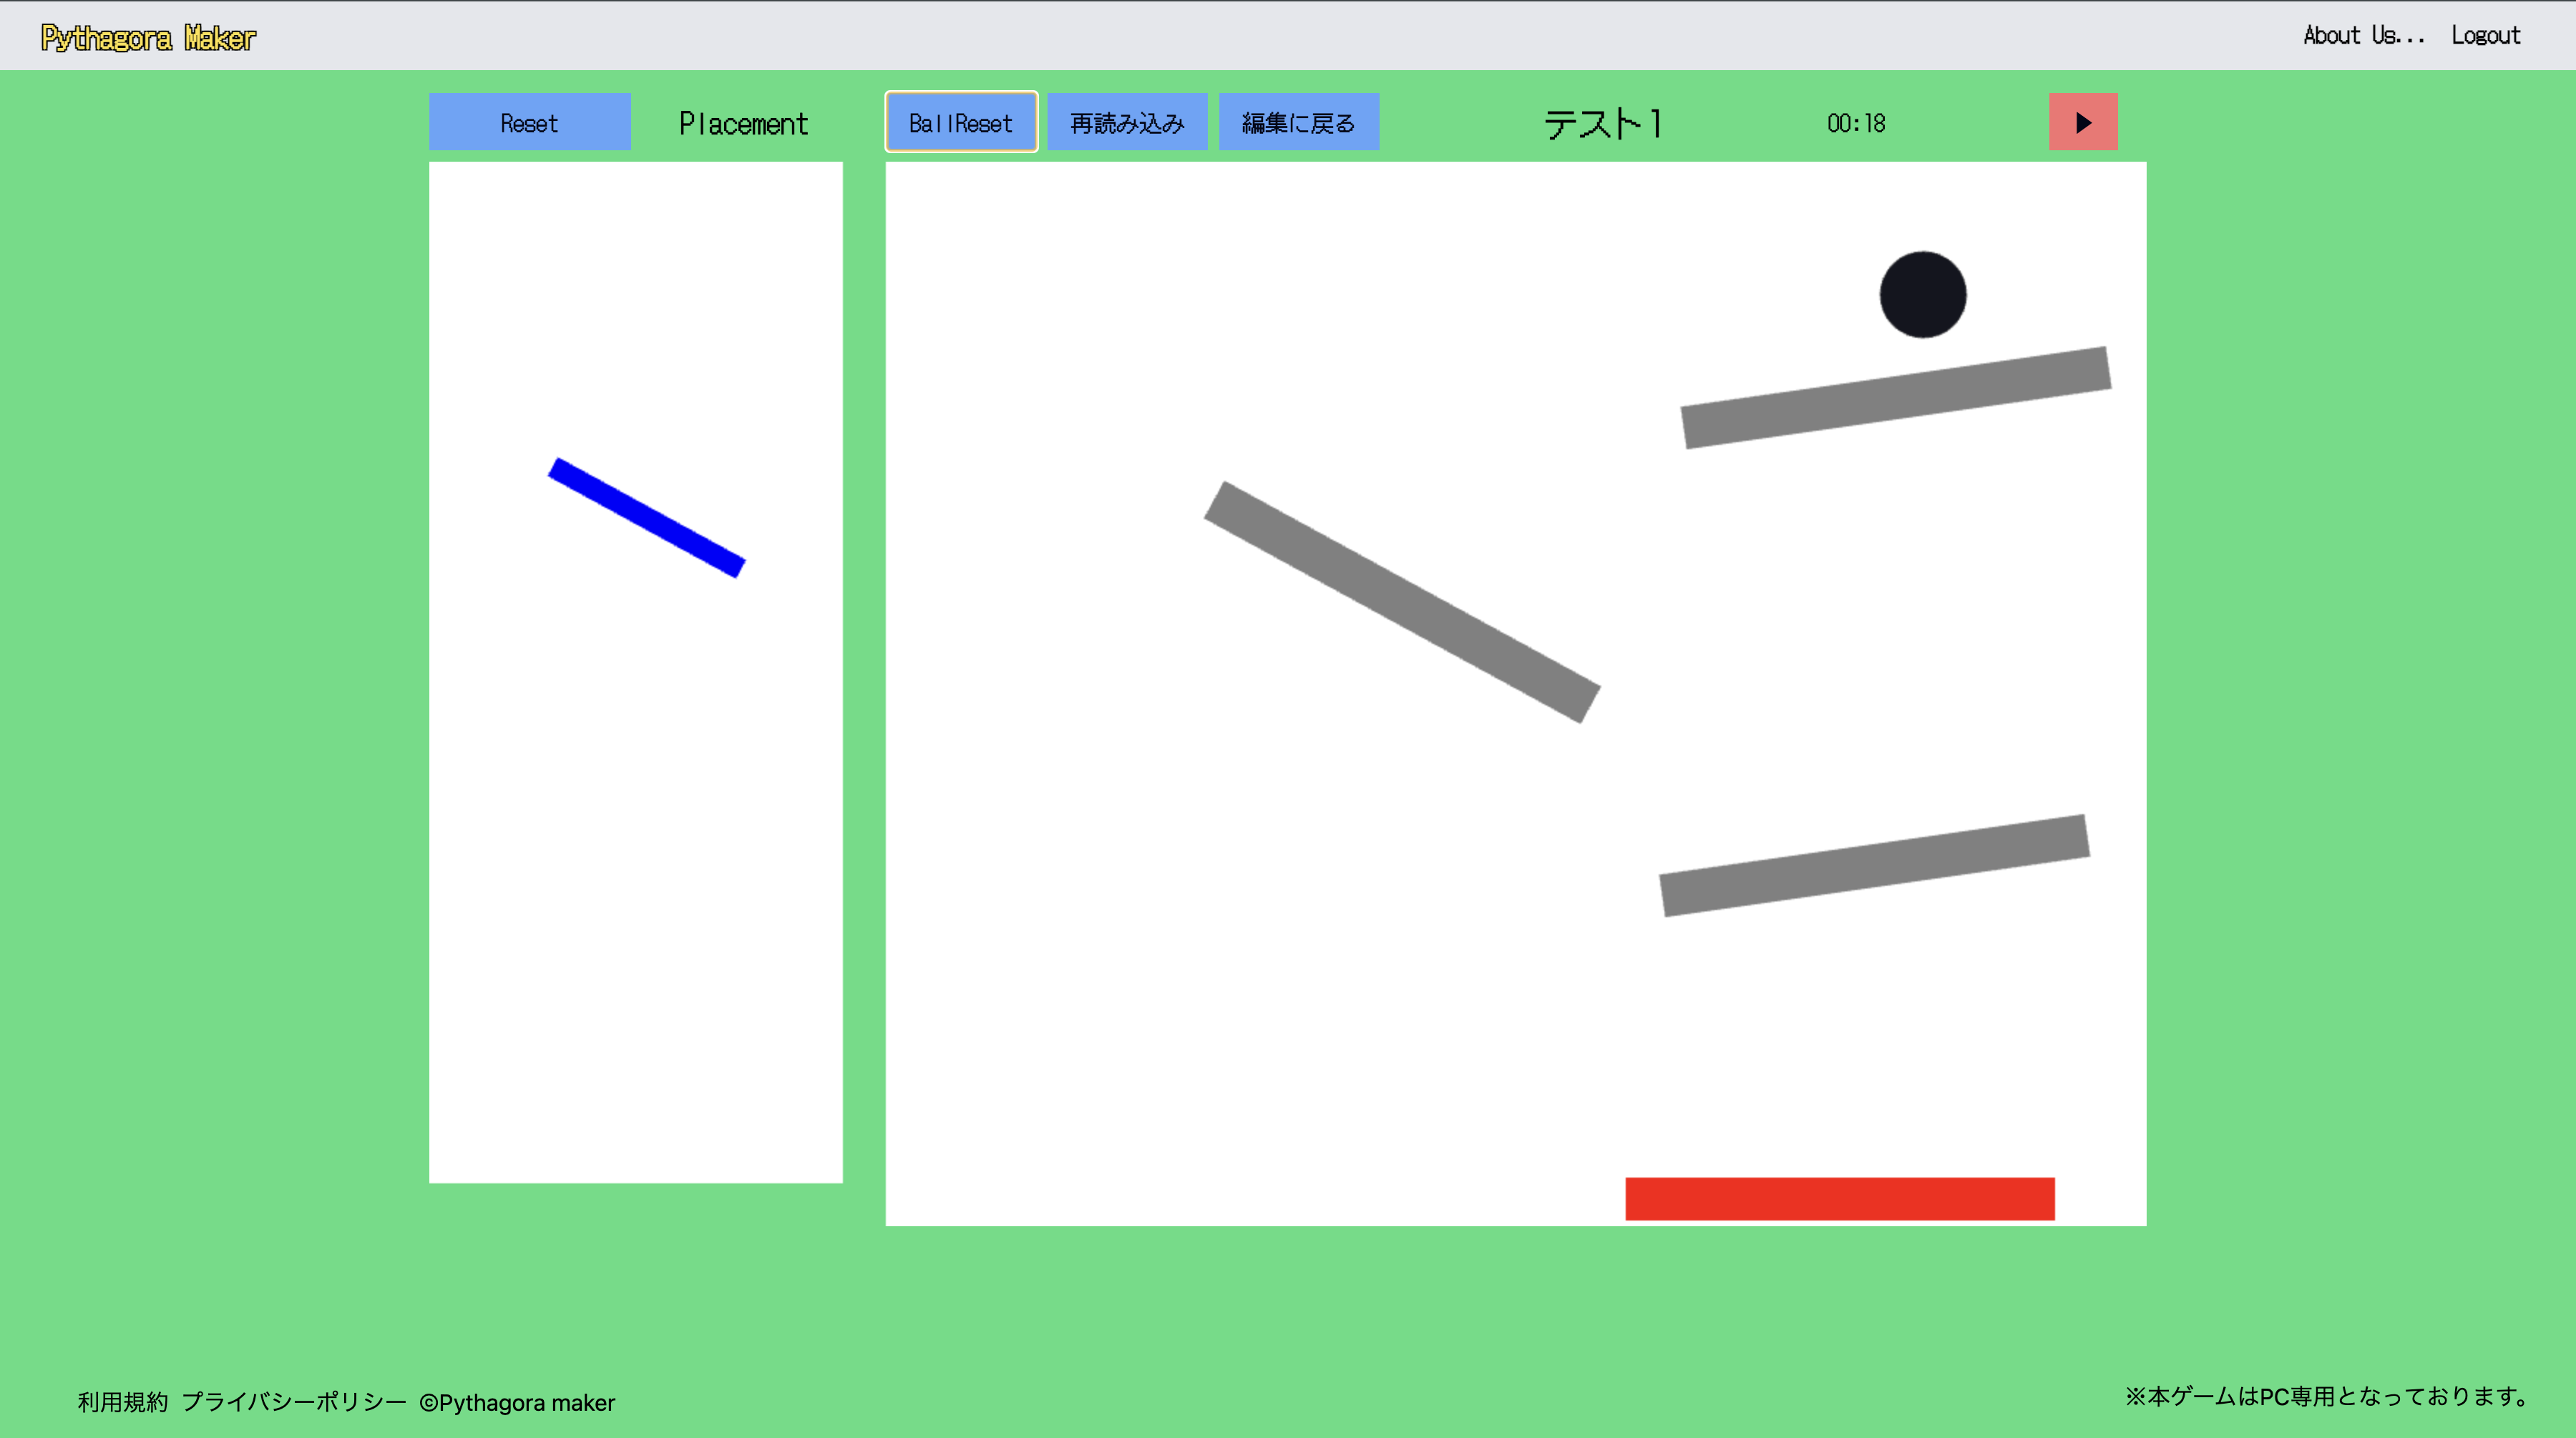 Pythagora Maker
About Us... Logout
Reset Placement BallReset 再読み込み 編集に戻る テスト1 00:18
利用規約 プライバシーポリシー ©Pythagora maker
※本ゲームはPC専用となっております。